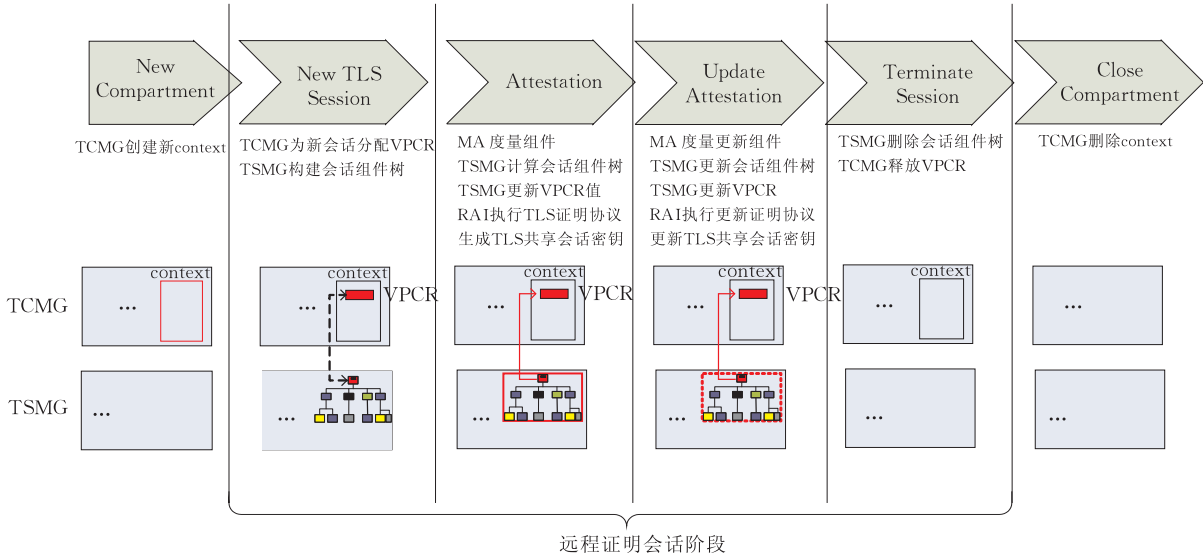 New
Compartment
New TLS
Session
Attestation
Update
Attestation
Terminate
Session
Close
Compartment
TCMG创建新context
TCMG为新会话分配VPCR
TSMG构建会话组件树
MA 度量组件
TSMG计算会话组件树
TSMG更新VPCR值
RAI执行TLS证明协议
生成TLS共享会话密钥
MA 度量更新组件
TSMG更新会话组件树
TSMG更新VPCR
RAI执行更新证明协议
更新TLS共享会话密钥
TSMG删除会话组件树
TCMG释放VPCR
TCMG删除context
TCMG
context
...
context
VPCR
...
context
VPCR
...
context
VPCR
...
context
...
...
TSMG
...
...
...
...
...
...
远程证明会话阶段